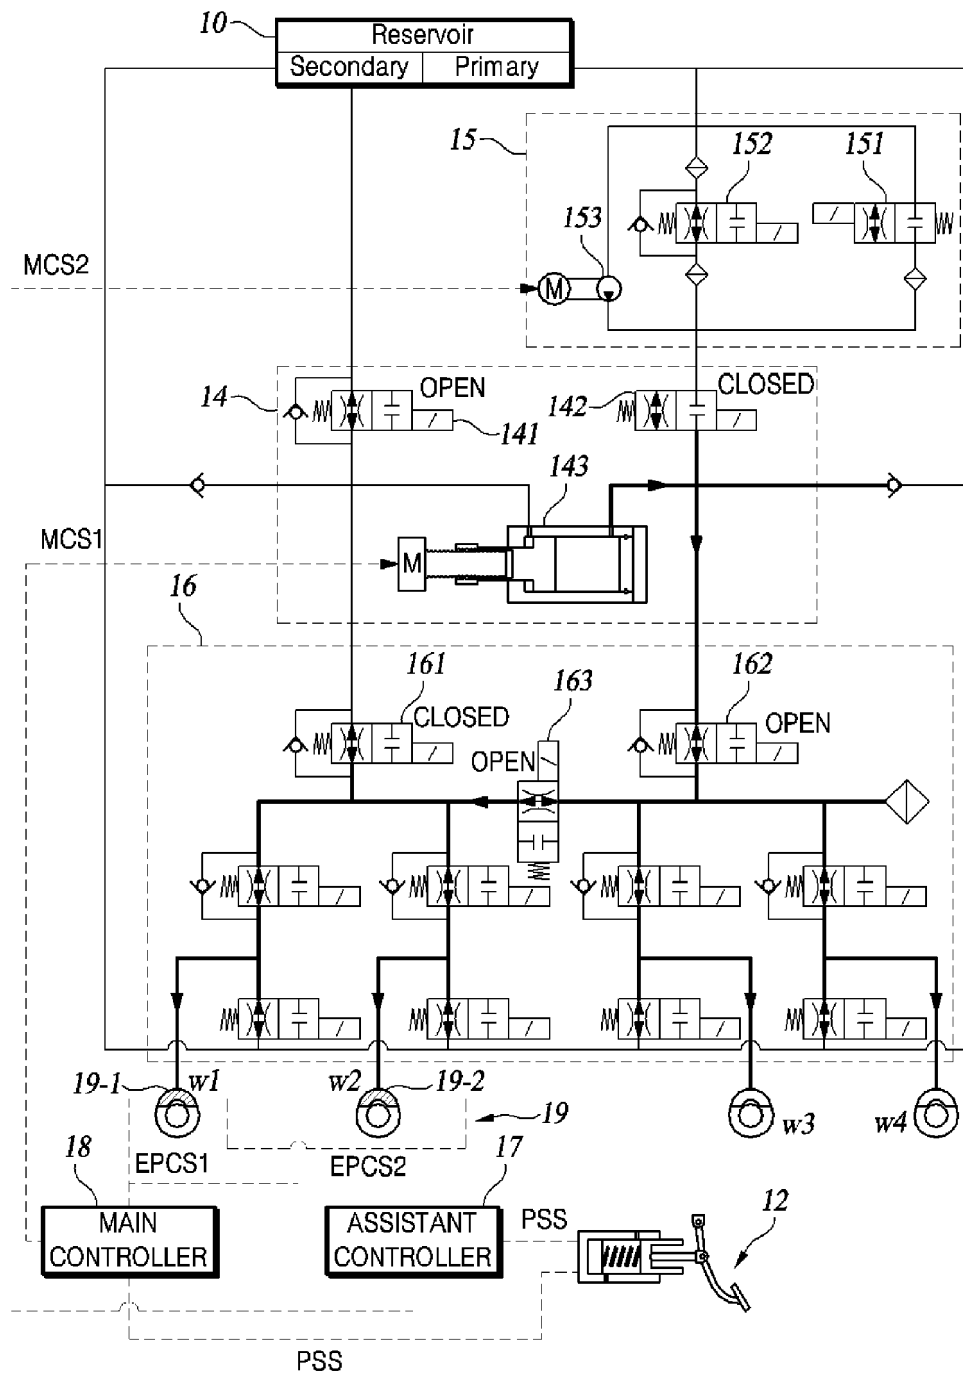 10
Reservoir
Secondary Primary
15
152
151
153
MCS2
M
14
OPEN
141
142
CLOSED
143
MCS1
M
16
161
CLOSED
163
OPEN
162
OPEN
19-1
w1
w2
19-2
19
w3
w4
EPCS1
EPCS2
18
17
MAIN
CONTROLLER
ASSISTANT
CONTROLLER
PSS
12
PSS